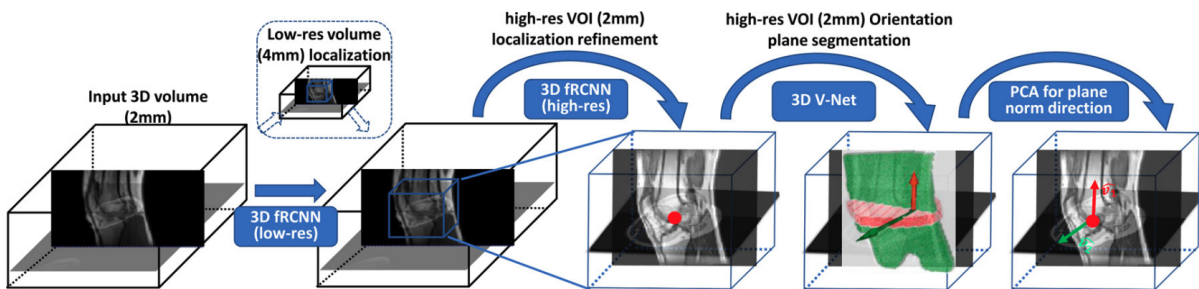 Input 3D volume
(2mm)
Low-res volume
(4mm) localization
3D fRCNN
(low-res)
high-res VOI (2mm)
localization refinement
3D fRCNN
(high-res)
high-res VOI (2mm) Orientation
plane segmentation
3D V-Net
PCA for plane
norm direction